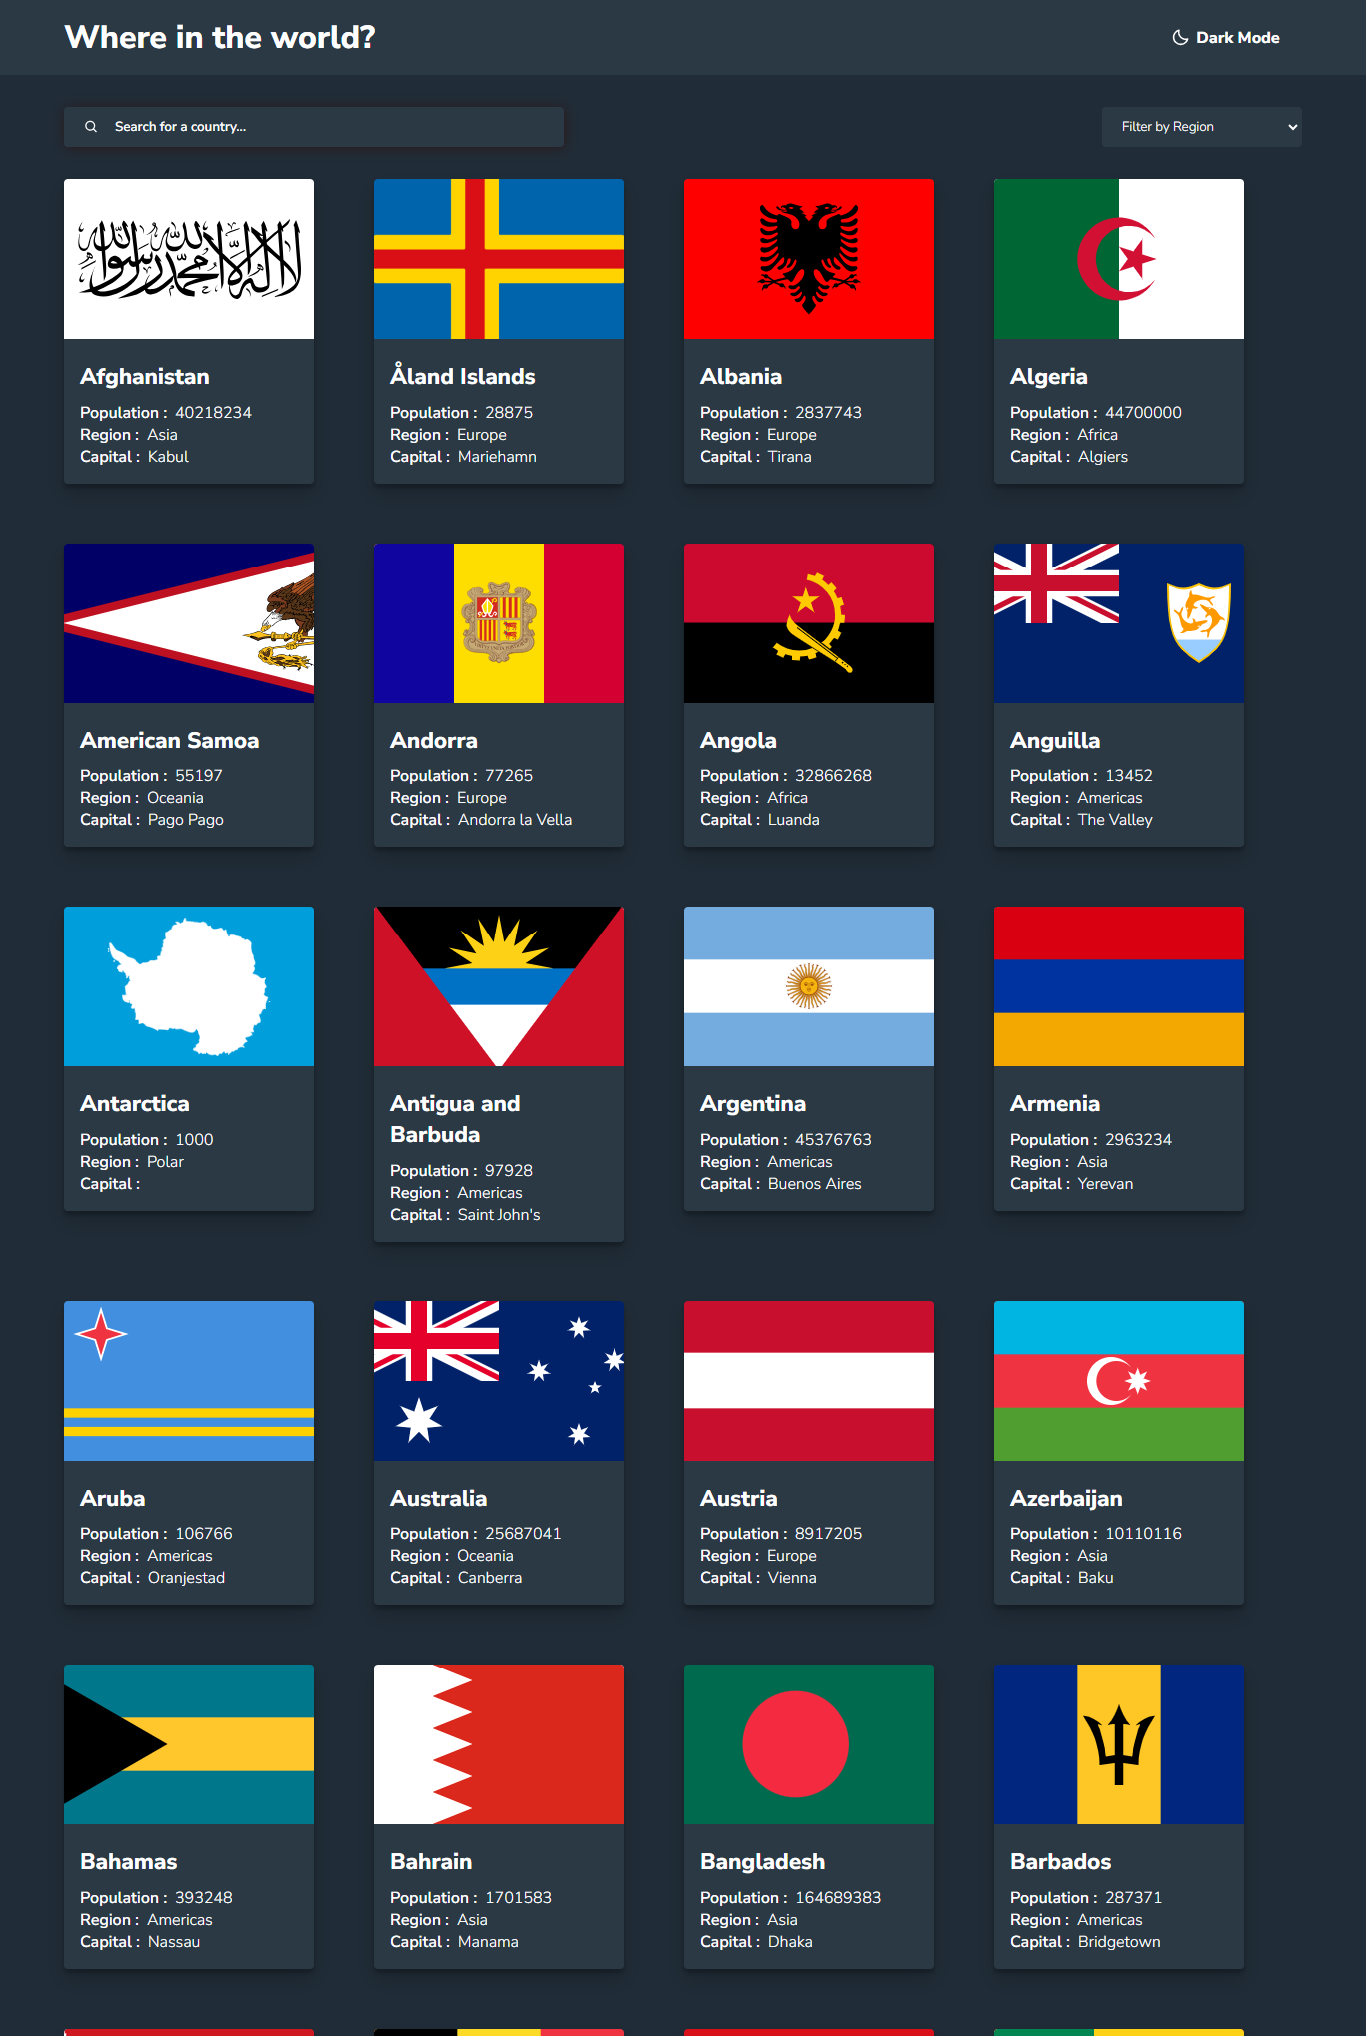 Where in the world?
Dark Mode
Search for a country...
Filter by Region
لا إله إلا الله محمد رسول الله
Afghanistan
Population : 40218234
Region : Asia
Capital : Kabul
Åland Islands
Population : 28875
Region : Europe
Capital : Mariehamn
Albania
Population : 2837743
Region : Europe
Capital : Tirana
Algeria
Population : 44700000
Region : Africa
Capital : Algiers
American Samoa
Population : 55197
Region : Oceania
Capital : Pago Pago
Andorra
Population : 77265
Region : Europe
Capital : Andorra la Vella
Angola
Population : 32866268
Region : Africa
Capital : Luanda
Anguilla
Population : 13452
Region : Americas
Capital : The Valley
Antarctica
Population : 1000
Region : Polar
Capital :
Antigua and
Barbuda
Population : 97928
Region : Americas
Capital : Saint John's
Argentina
Population : 45376763
Region : Americas
Capital : Buenos Aires
Armenia
Population : 2963234
Region : Asia
Capital : Yerevan
Aruba
Population : 106766
Region : Americas
Capital : Oranjestad
Australia
Population : 25687041
Region : Oceania
Capital : Canberra
Austria
Population : 8917205
Region : Europe
Capital : Vienna
Azerbaijan
Population : 10110116
Region : Asia
Capital : Baku
Bahamas
Population : 393248
Region : Americas
Capital : Nassau
Bahrain
Population : 1701583
Region : Asia
Capital : Manama
Bangladesh
Population : 164689383
Region : Asia
Capital : Dhaka
Barbados
Population : 287371
Region : Americas
Capital : Bridgetown